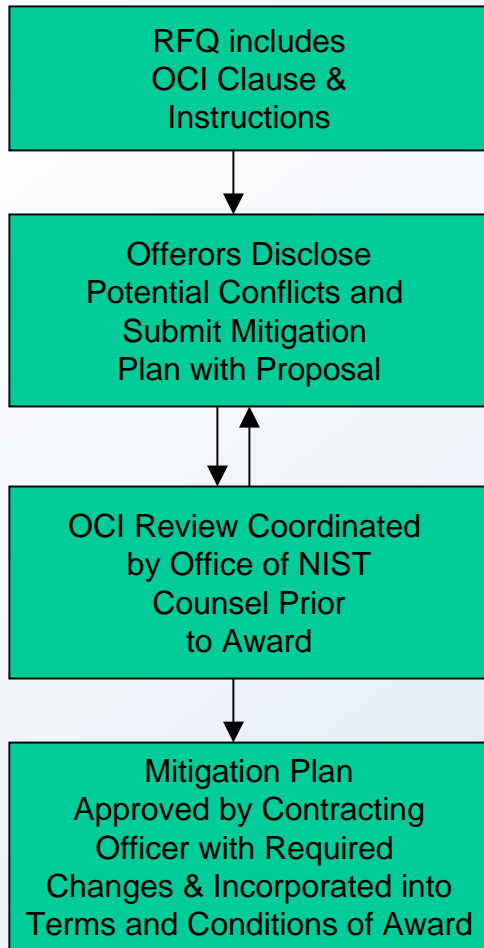 RFQ includes
OCI Clause &
Instructions
Offerors Disclose
Potential Conflicts and
Submit Mitigation
Plan with Proposal
OCI Review Coordinated
by Office of NIST
Counsel Prior
to Award
Mitigation Plan
Approved by Contracting
Officer with Required
Changes & Incorporated into
Terms and Conditions of Award